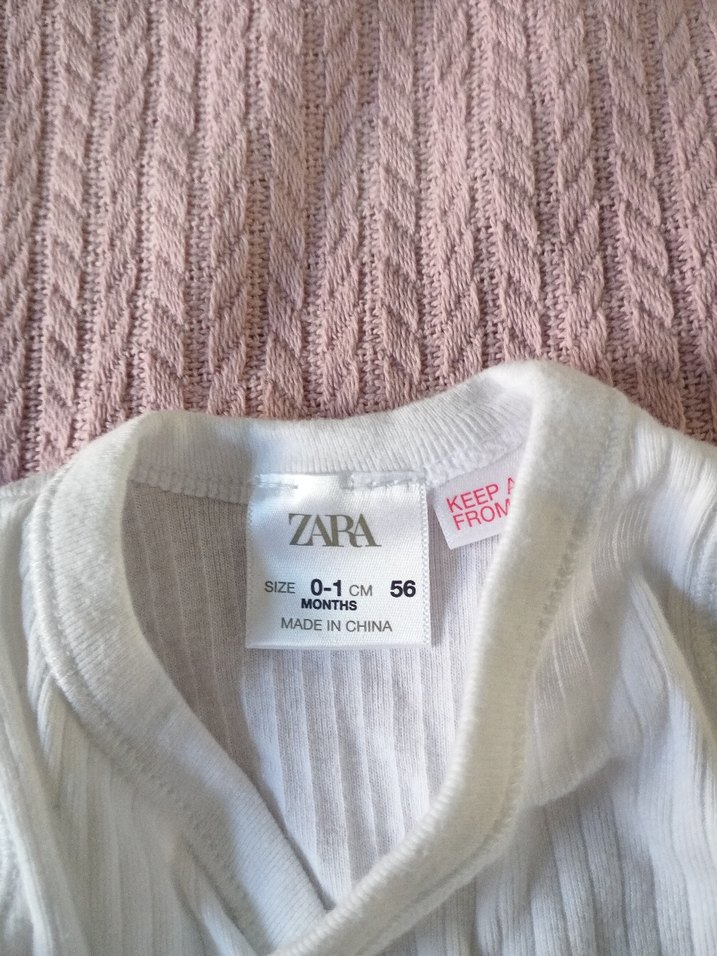 ZARA
SIZE 0-1 CM 56
MONTHS
MADE IN CHINA
KEEP
FROM